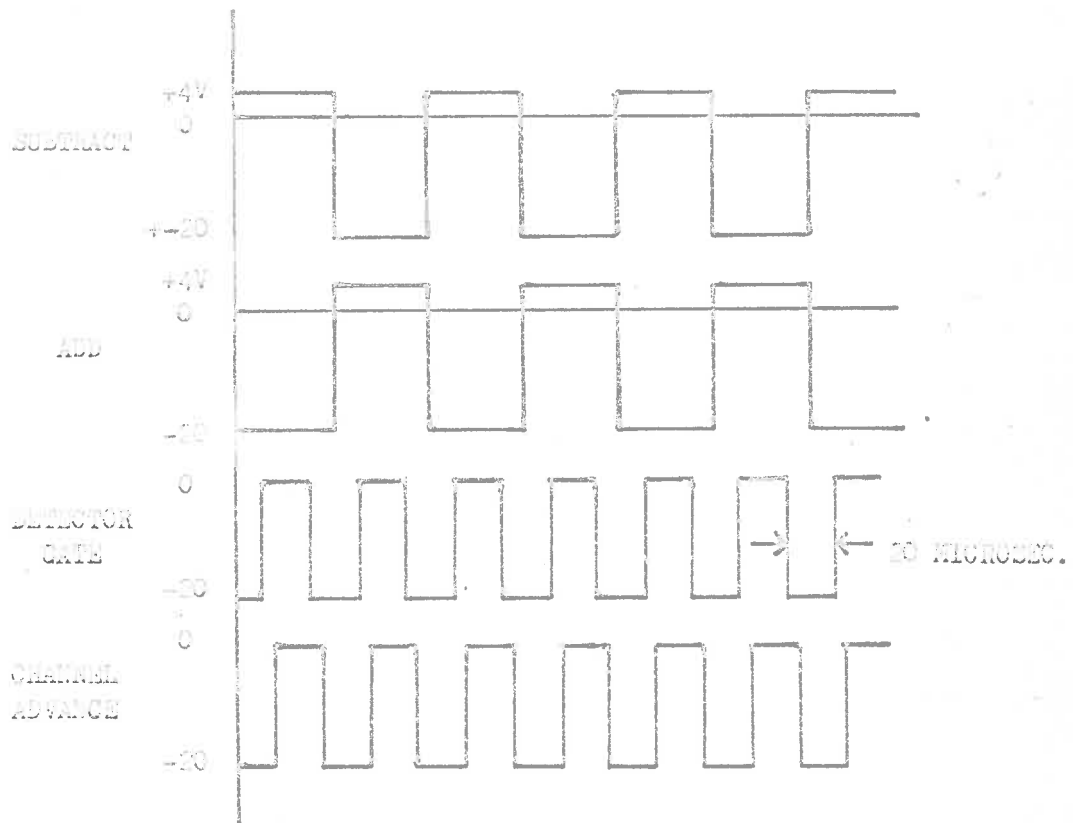 +4V
0
SUBTRACT
+-20
+4V
0
ADD
-20
0
DETECTOR
GATE
20 MICROSEC.
-20
0
CHANNEL
ADVANCE
-20